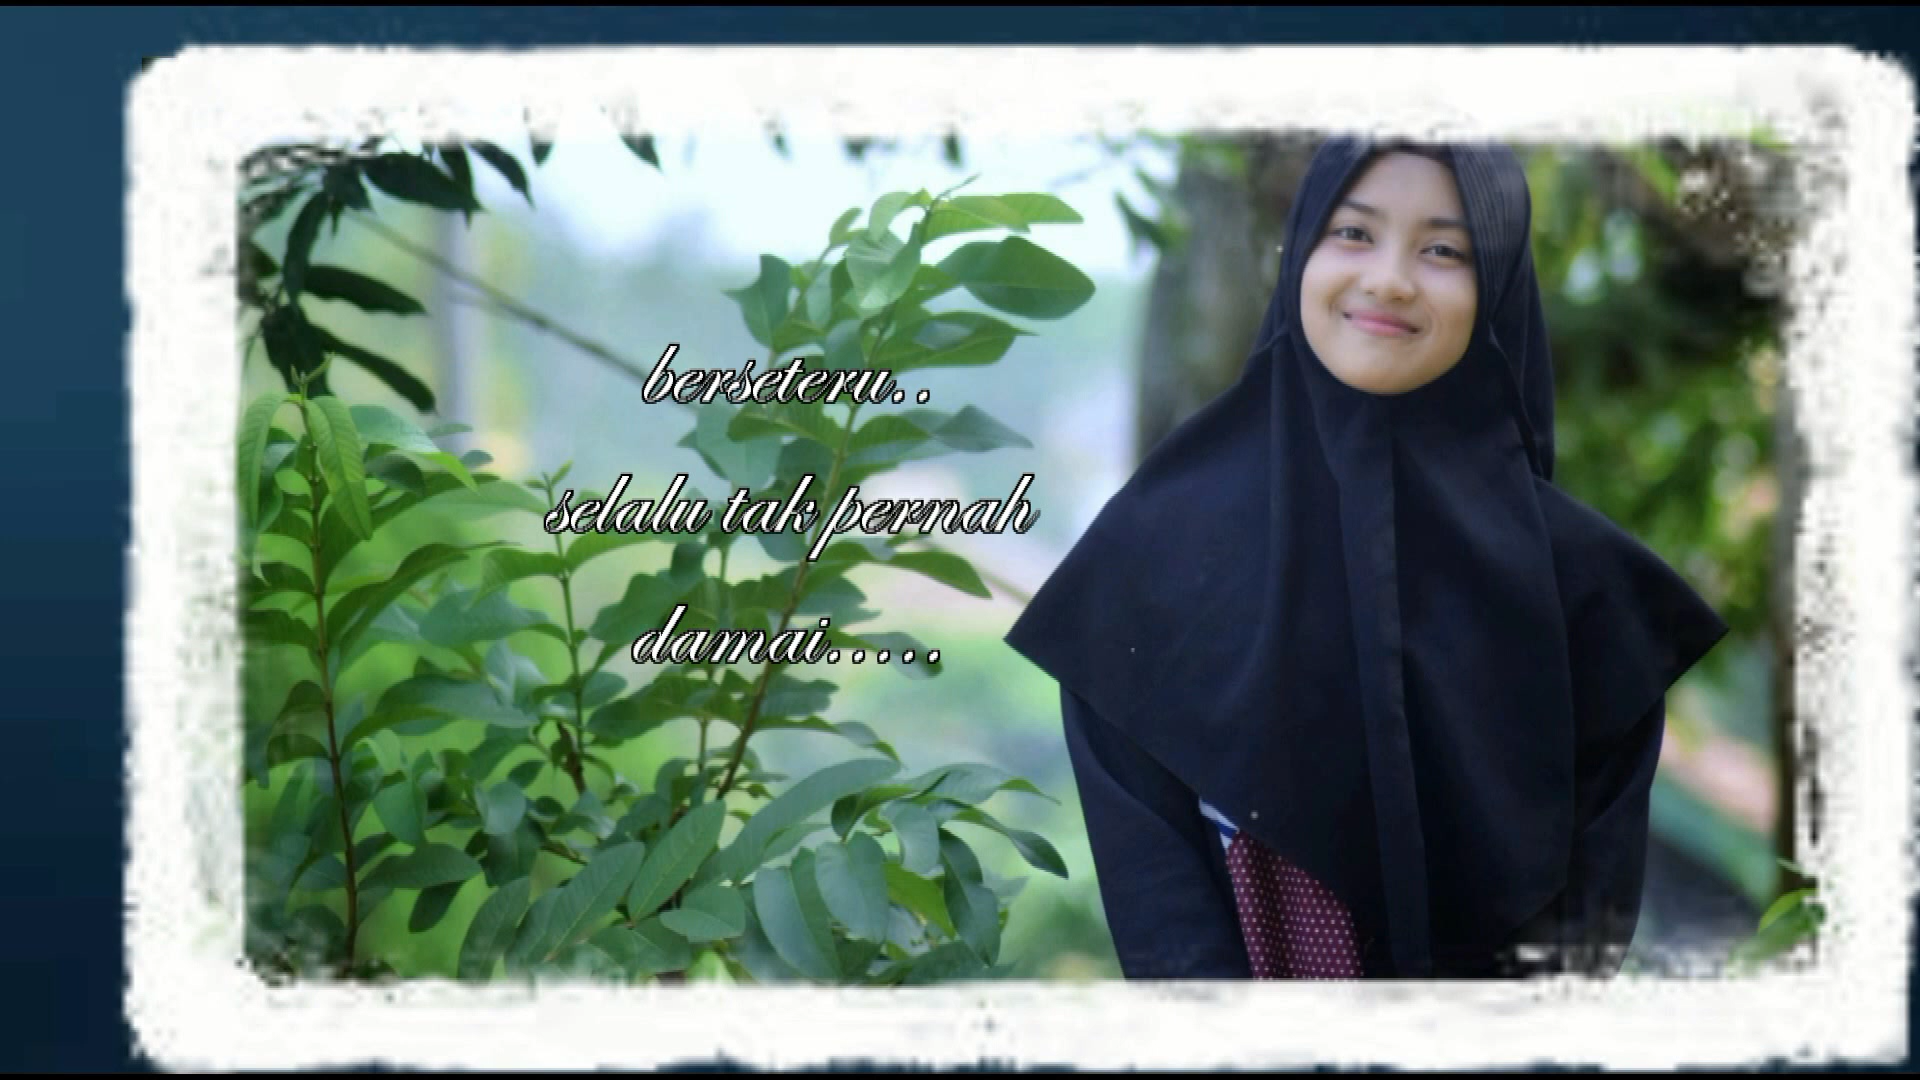 berseteru..
selalu tak pernah
damai.....